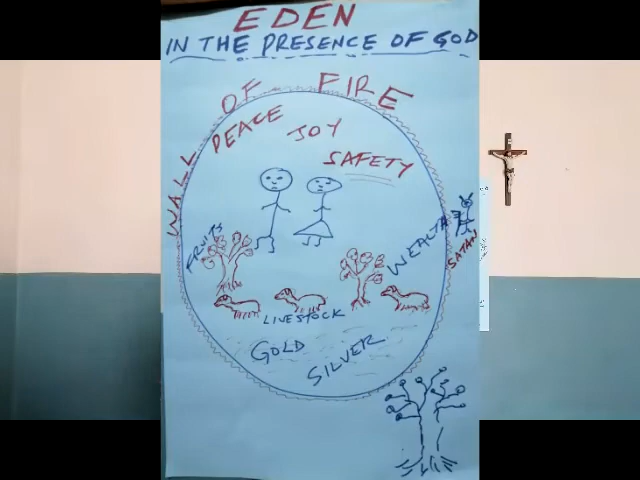 EDEN
IN THE PRESENCE OF GOD
WALL OF FIRE
PEACE
JOY
SAFETY
FRUITS
WEALTH
SATAN
LIVESTOCK
GOLD
SILVER